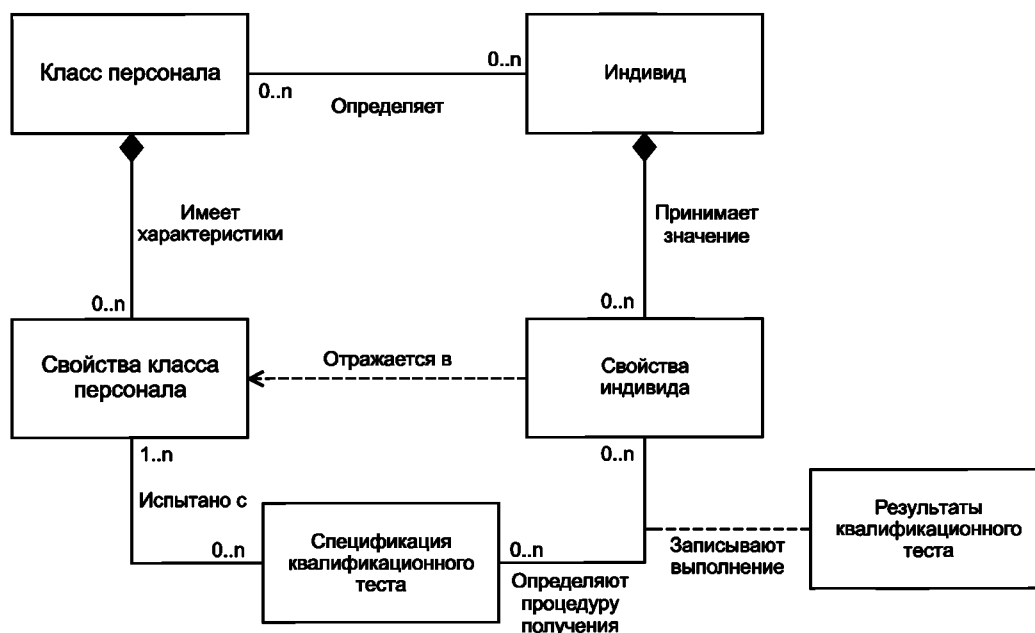 Класс персонала
0..n
0..n
Определяет
Индивид
Имеет
характеристики
Принимает
значение
0..n
0..n
Свойства класса
персонала
Отражается в
Свойства
индивида
1..n
0..n
Испытано с
0..n
Спецификация
квалификационного
теста
0..n
Определяют
процедуру
получения
Записывают
выполнение
Результаты
квалификационного
теста